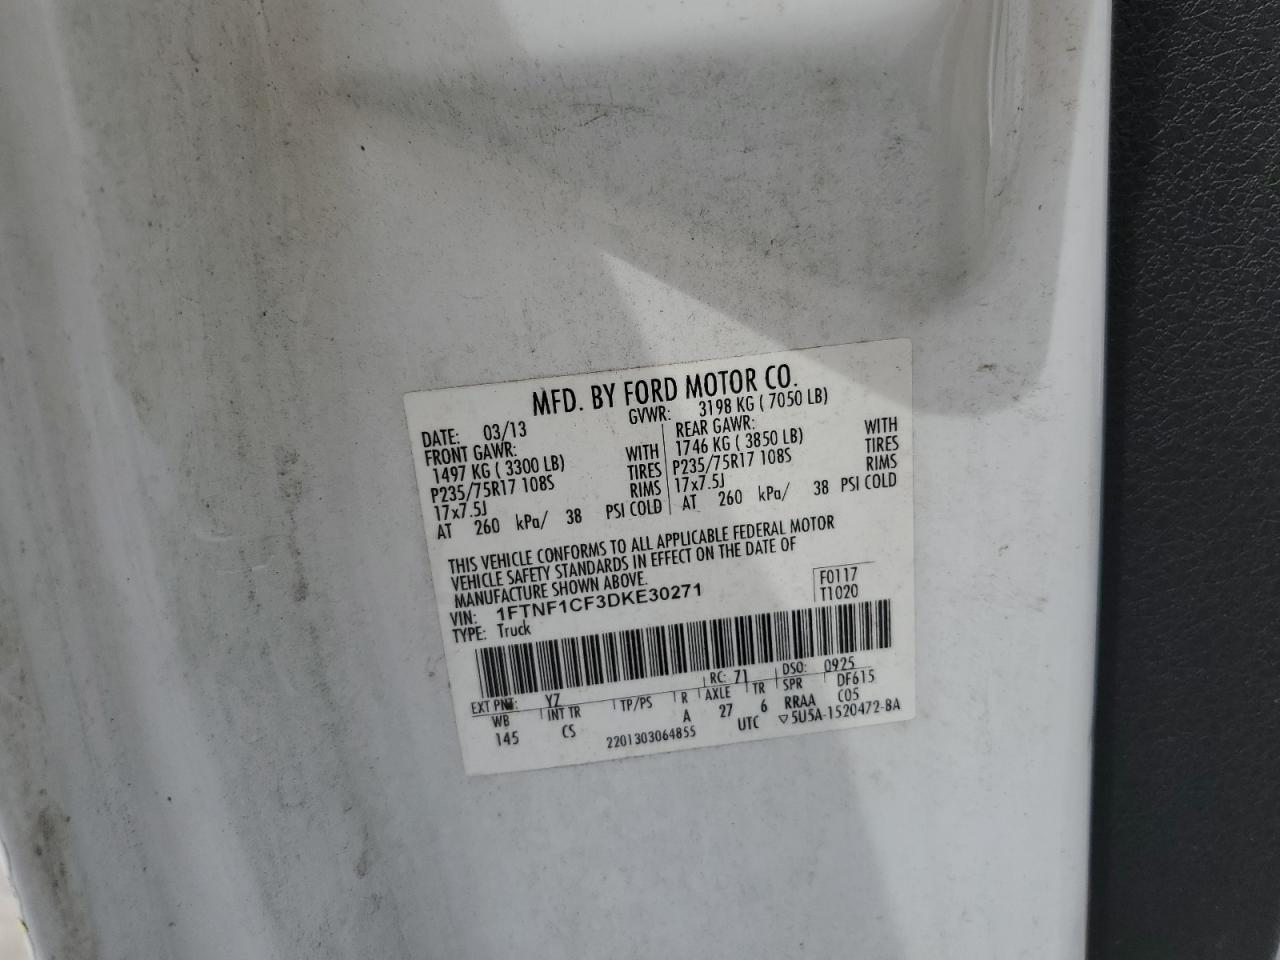 MFD. BY FORD MOTOR CO.
DATE: 03/13 GVWR: 3198 KG ( 7050 LB)
FRONT GAWR: REAR GAWR:
1497 KG ( 3300 LB) WITH 1746 KG ( 3850 LB) WITH
P235/75R17 108S TIRES P235/75R17 108S TIRES
17x7.5J RIMS 17x7.5J RIMS
AT 260 kPa/ 38 PSI COLD AT 260 kPa/ 38 PSI COLD
THIS VEHICLE CONFORMS TO ALL APPLICABLE FEDERAL MOTOR
VEHICLE SAFETY STANDARDS IN EFFECT ON THE DATE OF
MANUFACTURE SHOWN ABOVE.
VIN: 1FTNF1CF3DKE30271 F0117
TYPE: Truck T1020
EXT PNT: YZ RC: 71 DSO: 0925
WB INT TR TP/PS R AXLE TR SPR DF615
145 CS A 27 6 RRAA C05
2201303064855 UTC ▽5U5A-1520472-BA